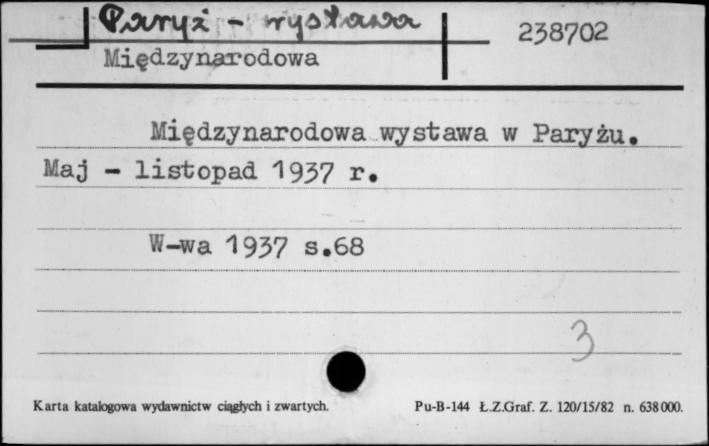 Paryż - wystawa
238702
Międzynarodowa
Międzynarodowa wystawa w Paryżu.
Maj - listopad 1937 r.
W-wa 1937 s.68
3
Karta katalogowa wydawnictw ciągłych i zwartych.
Pu-B-144 Ł.Z.Graf. Z. 120/15/82 n. 638000.